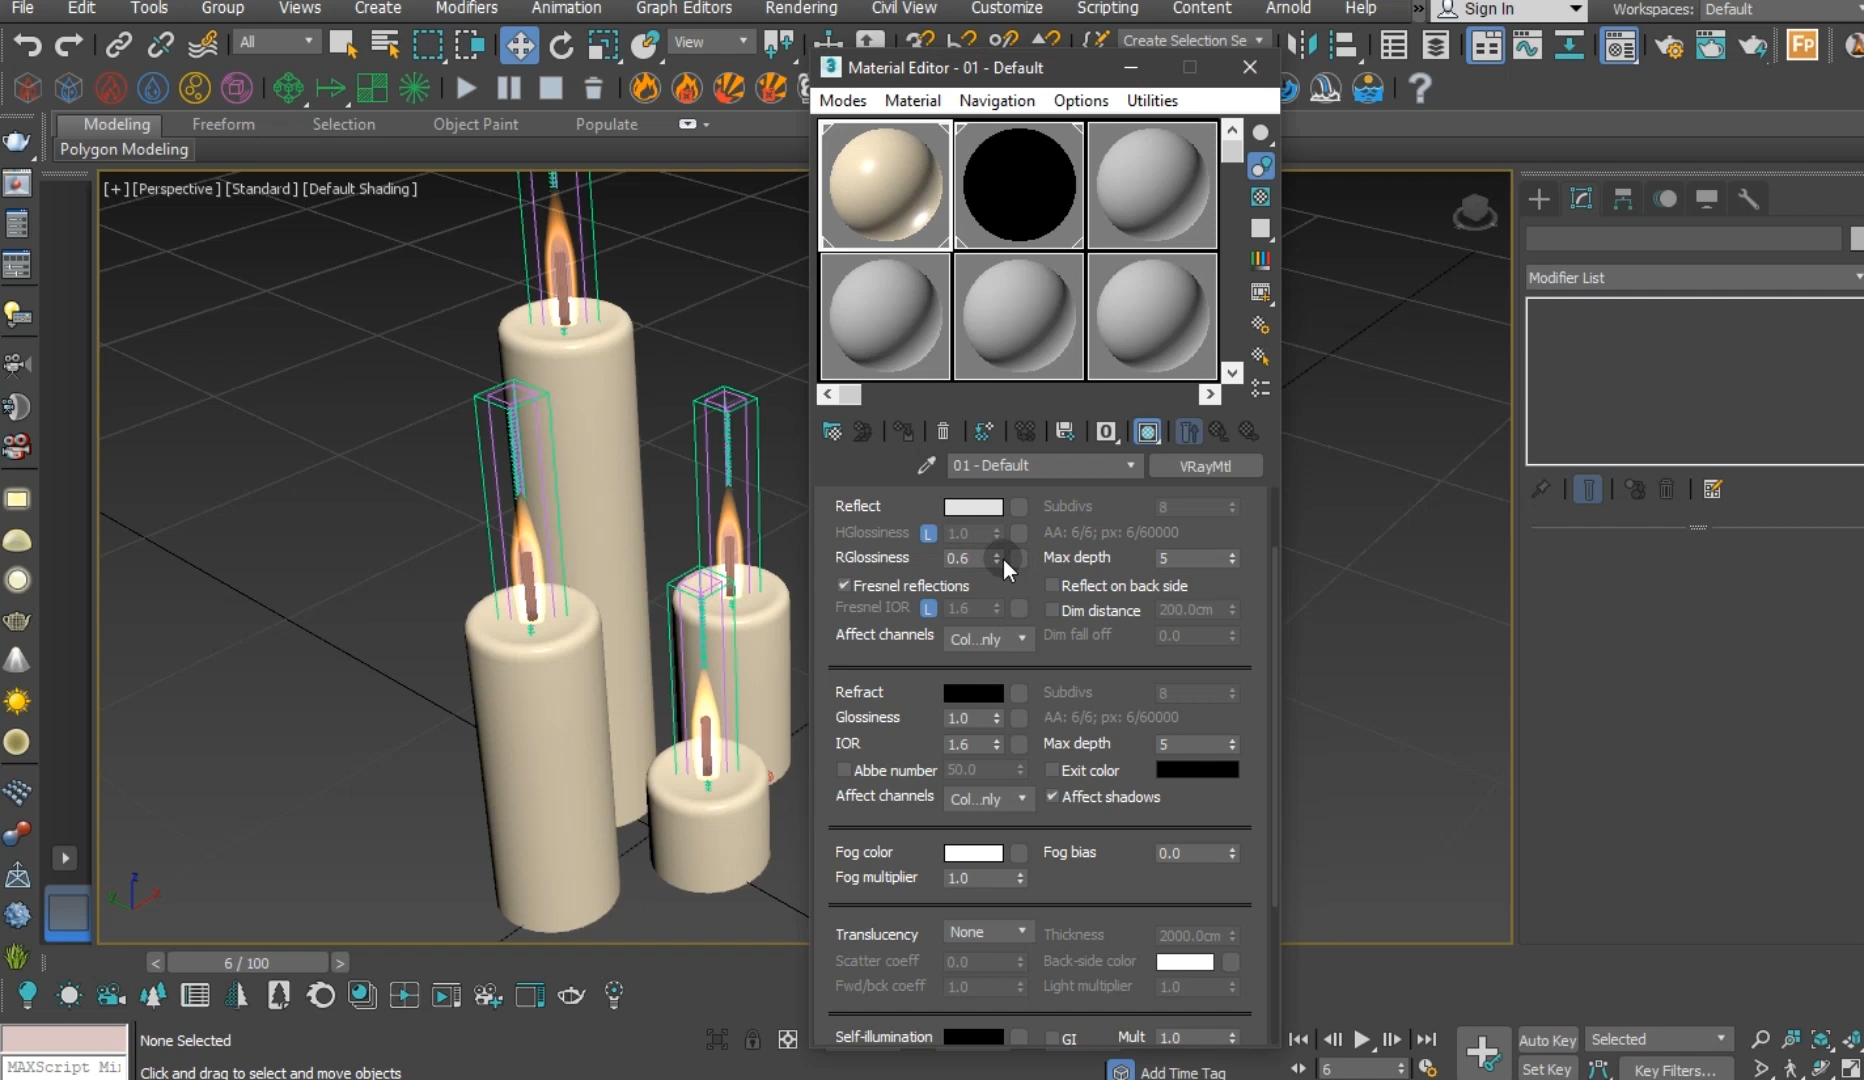 File Edit Tools Group Views Create Modifiers Animation Graph Editors Rendering Civil View Customize Scripting Content Arnold Help » Sign In Workspaces: Default
All View Create Selection Se Fp
3 Material Editor - 01 - Default
Modes Material Navigation Options Utilities
Modeling Freeform Selection Object Paint Populate
Polygon Modeling
[+] [Perspective ] [Standard ] [Default Shading ]
Modifier List
0
01 - Default VRayMtl
Reflect Subdivs 8
HGlossiness L 1.0 AA: 6/6; px: 6/60000
RGlossiness 0.6 Max depth 5
Fresnel reflections Reflect on back side
Fresnel IOR L 1.6 Dim distance 200.0cm
Affect channels Col...nly Dim fall off 0.0
Refract Subdivs 8
Glossiness 1.0 AA: 6/6; px: 6/60000
IOR 1.6 Max depth 5
Abbe number 50.0 Exit color
Affect channels Col...nly Affect shadows
Fog color Fog bias 0.0
Fog multiplier 1.0
Translucency None Thickness 2000.0cm
Scatter coeff 0.0 Back-side color
Fwd/bck coeff 1.0 Light multiplier 1.0
Self-illumination GI Mult 1.0
z
< 6 / 100 >
None Selected
Auto Key Selected
MAXScript Mi
Click and drag to select and move objects
Add Time Tag
6
Set Key Key Filters...